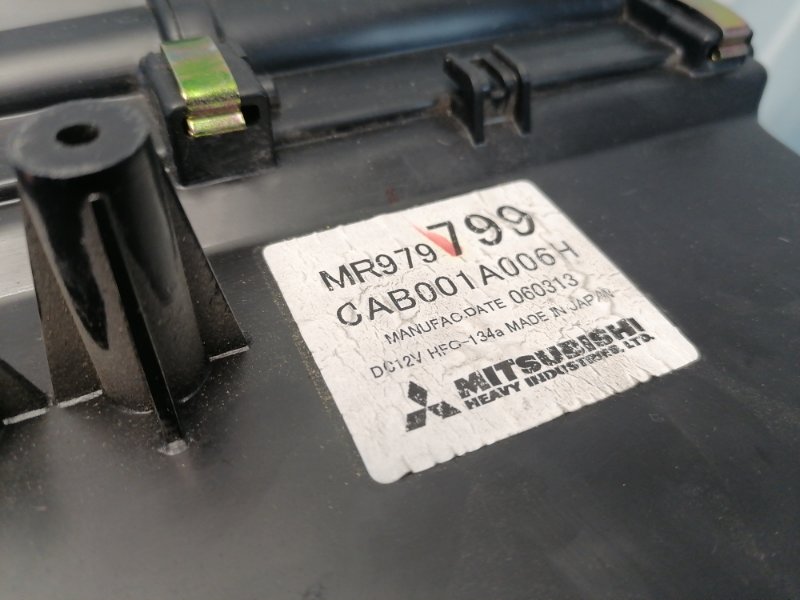 MR979799
CAB001A006H
MANUFAC.DATE 060313
DC12V HFC-134a MADE IN JAPAN
MITSUBISHI
HEAVY INDUSTRIES, LTD.